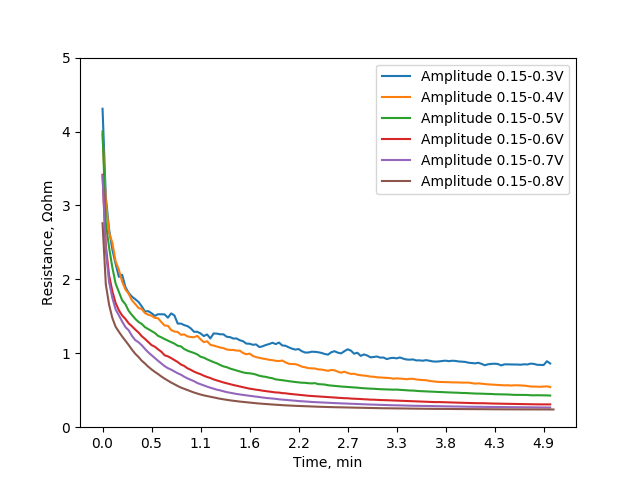 5
4
3
2
1
0
Resistance, Ωohm
Amplitude 0.15-0.3V
Amplitude 0.15-0.4V
Amplitude 0.15-0.5V
Amplitude 0.15-0.6V
Amplitude 0.15-0.7V
Amplitude 0.15-0.8V
0.0 0.5 1.1 1.6 2.2 2.7 3.3 3.8 4.3 4.9
Time, min